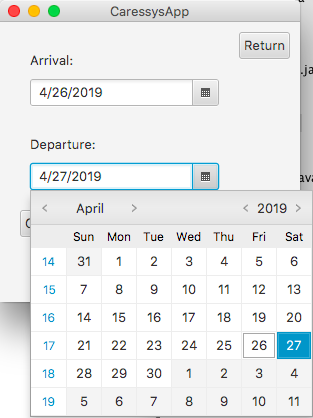 CaressysApp
Return
Arrival:
4/26/2019
Departure:
4/27/2019
< April > < 2019 >
Sun Mon Tue Wed Thu Fri Sat
14 31 1 2 3 4 5 6
15 7 8 9 10 11 12 13
16 14 15 16 17 18 19 20
17 21 22 23 24 25 26 27
18 28 29 30 1 2 3 4
19 5 6 7 8 9 10 11